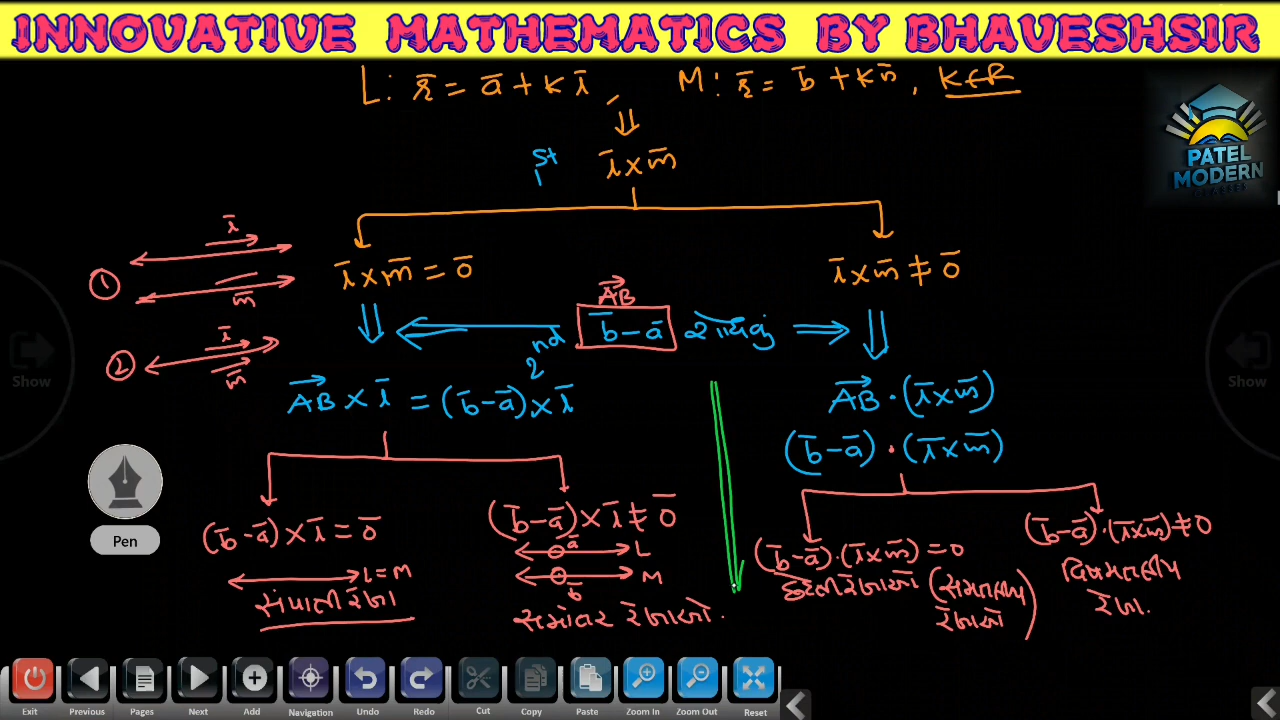 INNOVATIVE MATHEMATICS BY BHAVESHSIR
L: r̄ = ā + k l̄ , M: r̄ = b̄ + k m̄ , k∈R
PATEL
MODERN
⇓
1st l̄ × m̄
l̄
① m̄
l̄ × m̄ = 0̄
l̄ × m̄ ≠ 0̄
② l̄
m̄
AB⃗
⇓ ⇐ 2nd b̄ − ā ⇒ ⇓
Show
Show
AB⃗ × l̄ = (b̄ − ā) × l̄
AB⃗ · (l̄ × m̄)
(b̄ − ā) · (l̄ × m̄)
Pen
(b̄ − ā) × l̄ = 0̄
L = M
સંપાતી રેખા
(b̄ − ā) × l̄ ≠ 0̄
ā L
M
b̄
સમાંતર રેખાઓ.
(b̄ − ā) · (l̄ × m̄) = 0
છેદતી રેખાઓ (સમતલીય
રેખાઓ)
(b̄ − ā) · (l̄ × m̄) ≠ 0
વિષમતલીય
રેખા.
Exit Previous Pages Next Add Navigation Undo Redo Cut Copy Paste Zoom In Zoom Out Reset